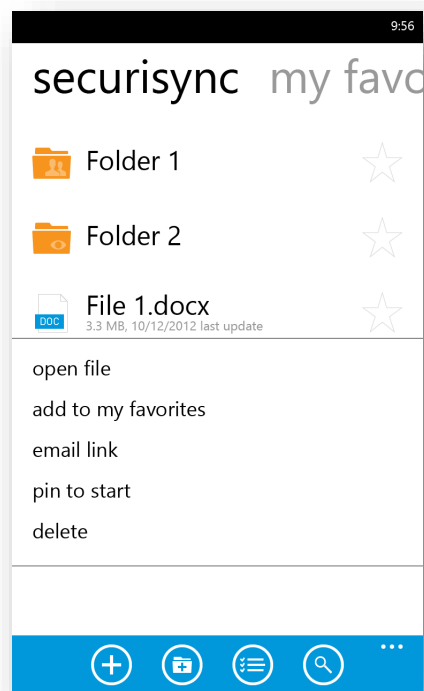 9:56
securisync my favo
Folder 1
Folder 2
File 1.docx
DOC
3.3 MB, 10/12/2012 last update
open file
add to my favorites
email link
pin to start
delete